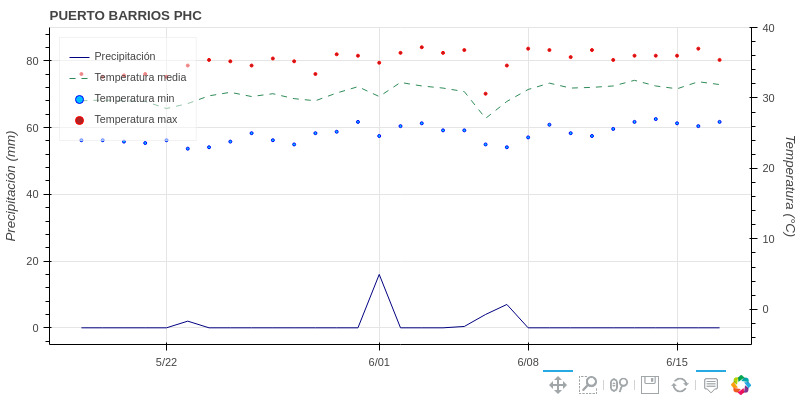 PUERTO BARRIOS PHC
Precipitación
Temperatura media
Temperatura min
Temperatura max
Precipitación (mm)
80
60
40
20
0
Temperatura (°C)
40
30
20
10
0
5/22
6/01
6/08
6/15